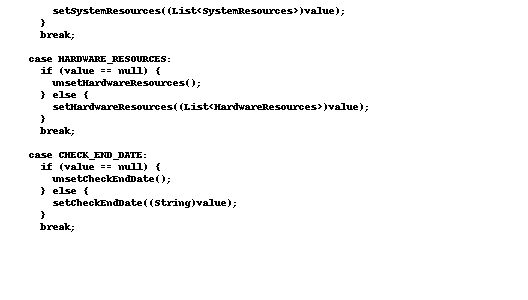 setSystemResources((List<SystemResources>)value);
}
break;
case HARDWARE_RESOURCES:
if (value == null) {
unsetHardwareResources();
} else {
setHardwareResources((List<HardwareResources>)value);
}
break;
case CHECK_END_DATE:
if (value == null) {
unsetCheckEndDate();
} else {
setCheckEndDate((String)value);
}
break;